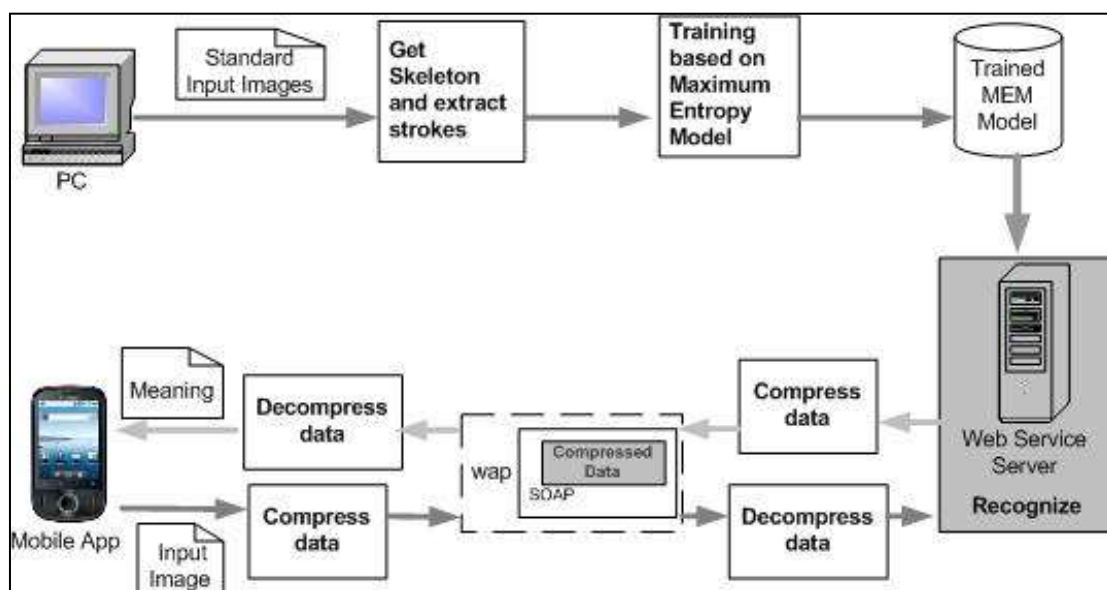 Standard
Input Images
PC
Get
Skeleton
and extract
strokes
Training
based on
Maximum
Entropy
Model
Trained
MEM
Model
Web Service
Server
Recognize
Compress
data
wap
Compressed
Data
SOAP
Decompress
data
Meaning
Mobile App
Input
Image
Compress
data
Decompress
data